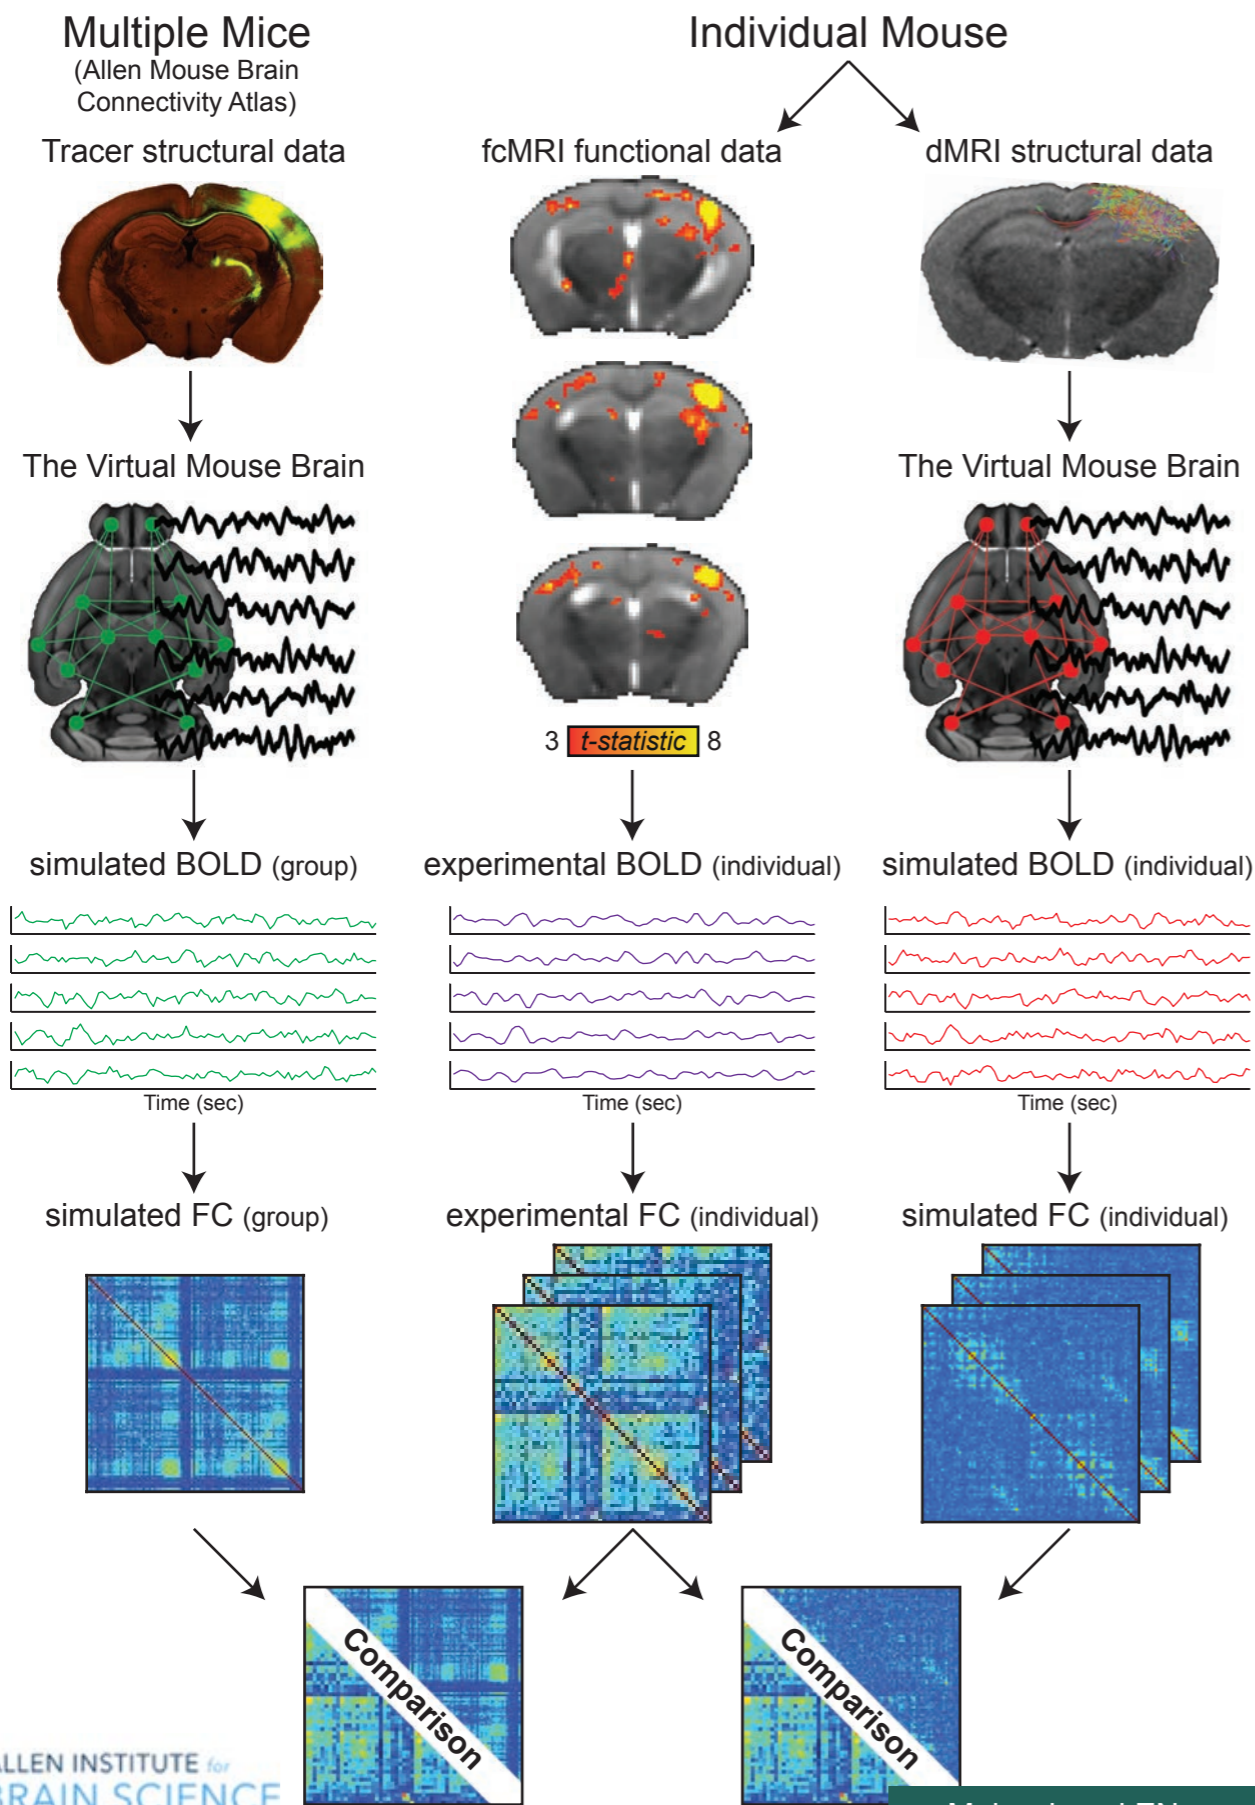 Multiple Mice
(Allen Mouse Brain
Connectivity Atlas)
Individual Mouse
Tracer structural data
fcMRI functional data
dMRI structural data
The Virtual Mouse Brain
The Virtual Mouse Brain
3 t-statistic 8
simulated BOLD (group)
experimental BOLD (individual)
simulated BOLD (individual)
Time (sec)
Time (sec)
Time (sec)
simulated FC (group)
experimental FC (individual)
simulated FC (individual)
Comparison
Comparison
ALLEN INSTITUTE for
BRAIN SCIENCE